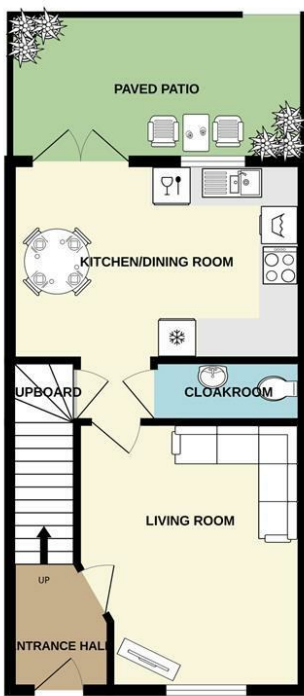 PAVED PATIO
KITCHEN/DINING ROOM
UPBOARD
CLOAKROOM
LIVING ROOM
UP
NTRANCE HALL